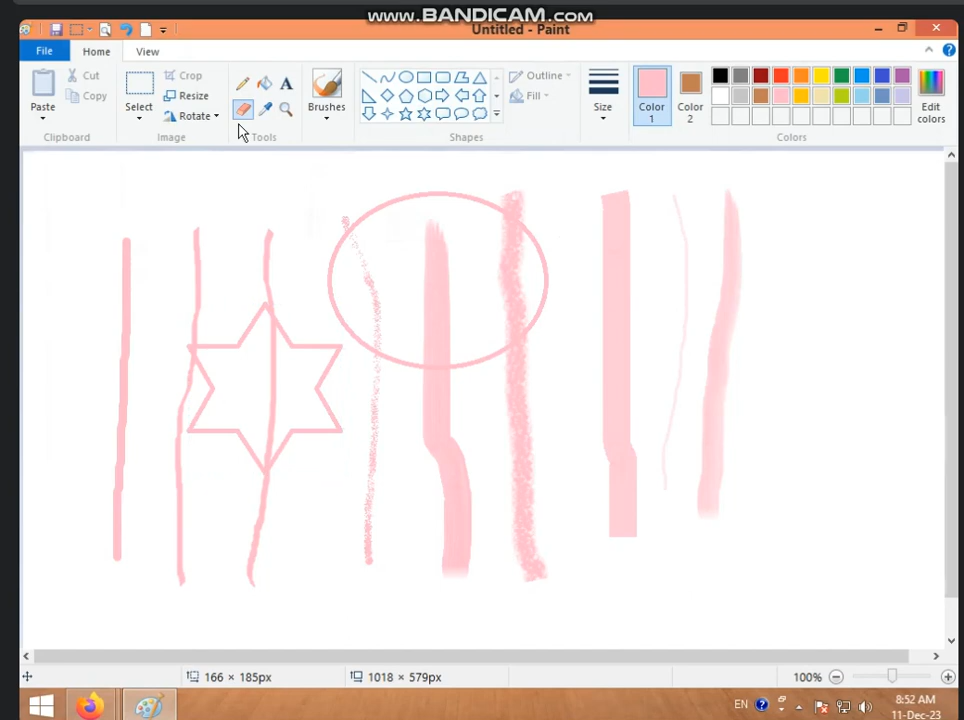 www.BANDICAM.com
Untitled - Paint
File Home View
Paste
Cut
Copy
Clipboard
Select
Crop
Resize
Rotate
Image
A
Tools
Brushes
Outline
Fill
Shapes
Size
Color 1
Color 2
Edit colors
Colors
166 × 185px
1018 × 579px
100%
EN
8:52 AM
11-Dec-23